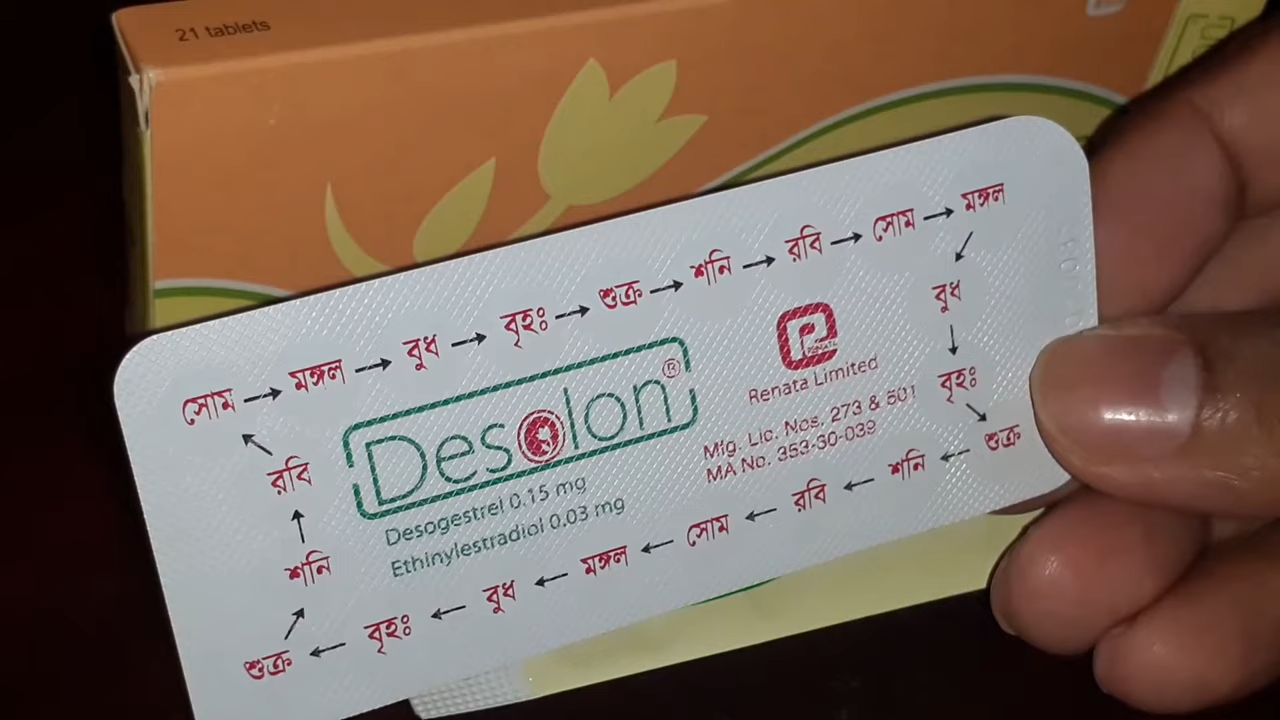 21 tablets
সোম → মঙ্গল → বুধ → বৃহঃ → শুক্র → শনি → রবি → সোম → মঙ্গল
↓
বুধ
↓
বৃহঃ
↓
শুক্র ← 
শনি ← রবি ← সোম ← মঙ্গল ← বুধ ← বৃহঃ ← শুক্র
শনি
রবি
Desolon®
Desogestrel 0.15 mg
Ethinylestradiol 0.03 mg
RENATA
Renata Limited
Mfg. Lic. Nos. 273 & 501
MA No. 353-30-039